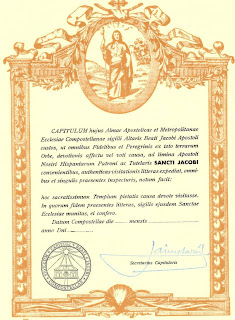 CAPITULUM hujus Almae Apostolicae et Metropolitanae
Ecclesiae Compostellanae sigilli Altaris Beati Jacobi Apostoli
custos, ut omnibus Fidelibus et Peregrinis ex toto terrarum
Orbe, devotionis affectu vel voti causa, ad limina Apostoli
Nostri Hispaniarum Patroni ac Tutelaris SANCTI JACOBI
convenientibus, authenticas visitationis litteras expediat, omni-
bus et singulis praesentes inspecturis, notum facit:
hoc sacratissimum Templum pietatis causa devote visitasse.
In quorum fidem praesentes litteras, sigillo ejusdem Sanctae
Ecclesiae munitas, ei confero.
Datum Compostellae die ........ mensis
anno Dni
Secretarius Capitularis